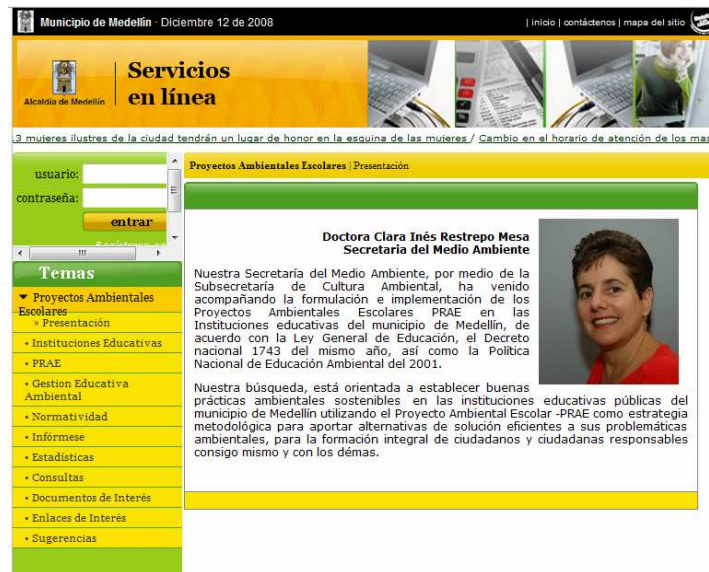 Municipio de Medellín - Diciembre 12 de 2008
| inicio | contáctenos | mapa del sitio
Alcaldía de Medellín
Servicios
en línea
13 mujeres ilustres de la ciudad tendrán un lugar de honor en la esquina de las mujeres / Cambio en el horario de atención de los mas
usuario:
contraseña:
entrar
Temas
Proyectos Ambientales
Escolares
» Presentación
• Instituciones Educativas
• PRAE
• Gestion Educativa
Ambiental
• Normatividad
• Infórmese
• Estadísticas
• Consultas
• Documentos de Interés
• Enlaces de Interés
• Sugerencias
Proyectos Ambientales Escolares | Presentación
Doctora Clara Inés Restrepo Mesa
Secretaria del Medio Ambiente
Nuestra Secretaría del Medio Ambiente, por medio de la
Subsecretaría de Cultura Ambiental, ha venido
acompañando la formulación e implementación de los
Proyectos Ambientales Escolares PRAE en las
Instituciones educativas del municipio de Medellín, de
acuerdo con la Ley General de Educación, el Decreto
nacional 1743 del mismo año, así como la Política
Nacional de Educación Ambiental del 2001.
Nuestra búsqueda, está orientada a establecer buenas
prácticas ambientales sostenibles en las instituciones educativas públicas del
municipio de Medellín utilizando el Proyecto Ambiental Escolar -PRAE como estrategia
metodológica para aportar alternativas de solución eficientes a sus problemáticas
ambientales, para la formación integral de ciudadanos y ciudadanas responsables
consigo mismo y con los démas.